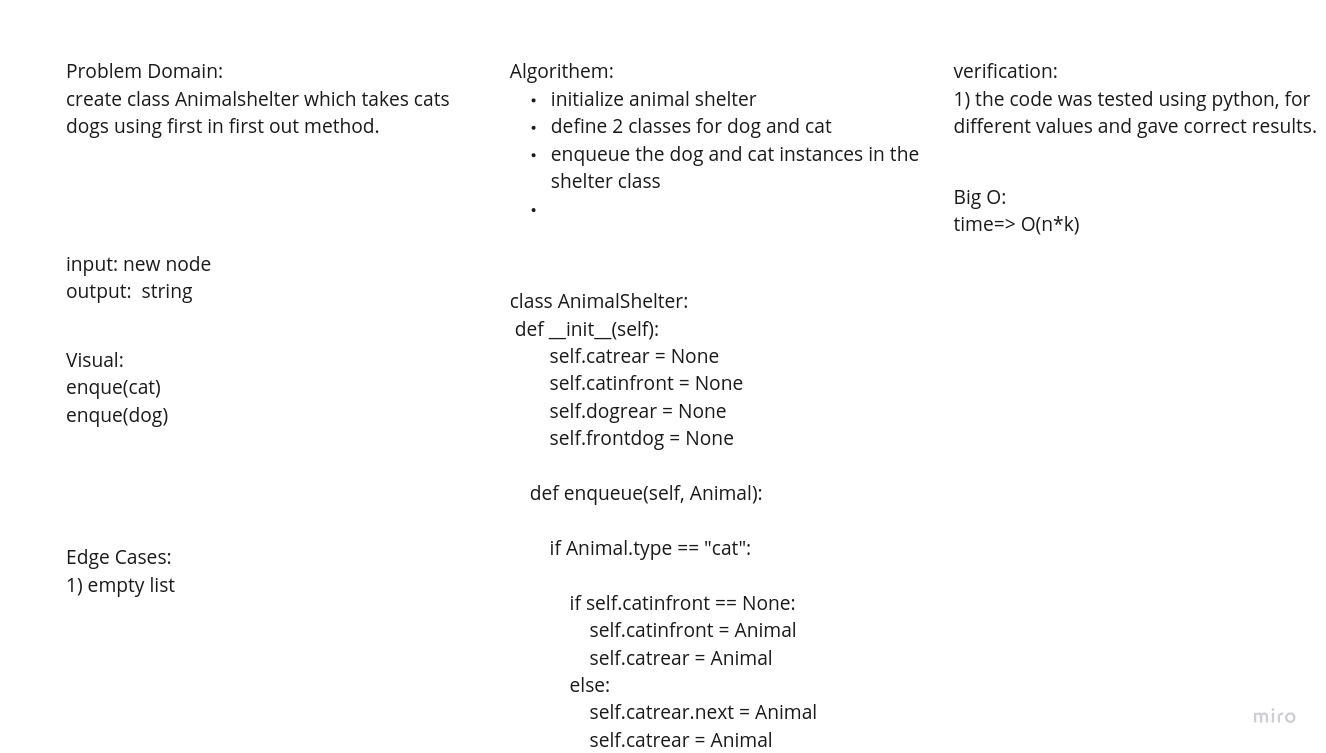 Problem Domain:
create class Animalshelter which takes cats
dogs using first in first out method.
input: new node
output:  string
Visual:
enque(cat)
enque(dog)
Edge Cases:
1) empty list
Algorithem:
• initialize animal shelter
• define 2 classes for dog and cat
• enqueue the dog and cat instances in the
shelter class
•
class AnimalShelter:
def __init__(self):
self.catrear = None
self.catinfront = None
self.dogrear = None
self.frontdog = None
def enqueue(self, Animal):
if Animal.type == "cat":
if self.catinfront == None:
self.catinfront = Animal
self.catrear = Animal
else:
self.catrear.next = Animal
self.catrear = Animal
verification:
1) the code was tested using python, for
different values and gave correct results.
Big O:
time=> O(n*k)
miro